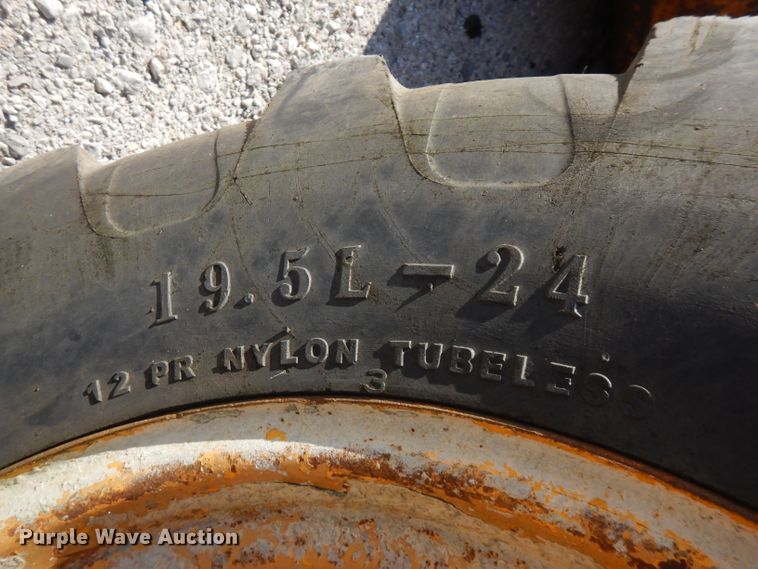 19.5L-24
12 PR NYLON TUBELESS
3
Purple Wave Auction